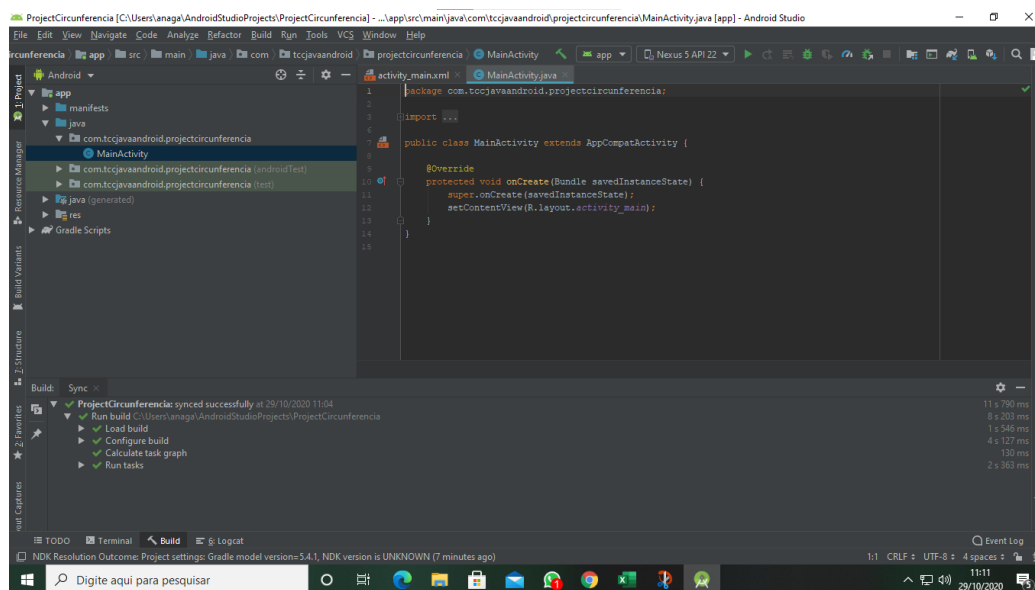 ProjectCircunferencia [C:\Users\anaga\AndroidStudioProjects\ProjectCircunferencia] - ...\app\src\main\java\com\tccjavaandroid\projectcircunferencia\MainActivity.java [app] - Android Studio
File Edit View Navigate Code Analyze Refactor Build Run Tools VCS Window Help
ircunferencia app src main java com tccjavaandroid projectcircunferencia MainActivity app Nexus 5 API 22
Android activity_main.xml MainActivity.java
1: Project
Resource Manager
Build Variants
7: Structure
2: Favorites
out Captures
app
manifests
java
com.tccjavaandroid.projectcircunferencia
MainActivity
com.tccjavaandroid.projectcircunferencia (androidTest)
com.tccjavaandroid.projectcircunferencia (test)
java (generated)
res
Gradle Scripts
1 package com.tccjavaandroid.projectcircunferencia;
2
3 import ...
6
7 public class MainActivity extends AppCompatActivity {
8
9 @Override
10 protected void onCreate(Bundle savedInstanceState) {
11 super.onCreate(savedInstanceState);
12 setContentView(R.layout.activity_main);
13 }
14 }
15
Build: Sync
ProjectCircunferencia: synced successfully at 29/10/2020 11:04 11 s 790 ms
Run build C:\Users\anaga\AndroidStudioProjects\ProjectCircunferencia 8 s 203 ms
Load build 1 s 546 ms
Configure build 4 s 127 ms
Calculate task graph 130 ms
Run tasks 2 s 363 ms
TODO Terminal Build 6: Logcat Event Log
NDK Resolution Outcome: Project settings: Gradle model version=5.4.1, NDK version is UNKNOWN (7 minutes ago) 1:1 CRLF UTF-8 4 spaces
Digite aqui para pesquisar
11:11
29/10/2020